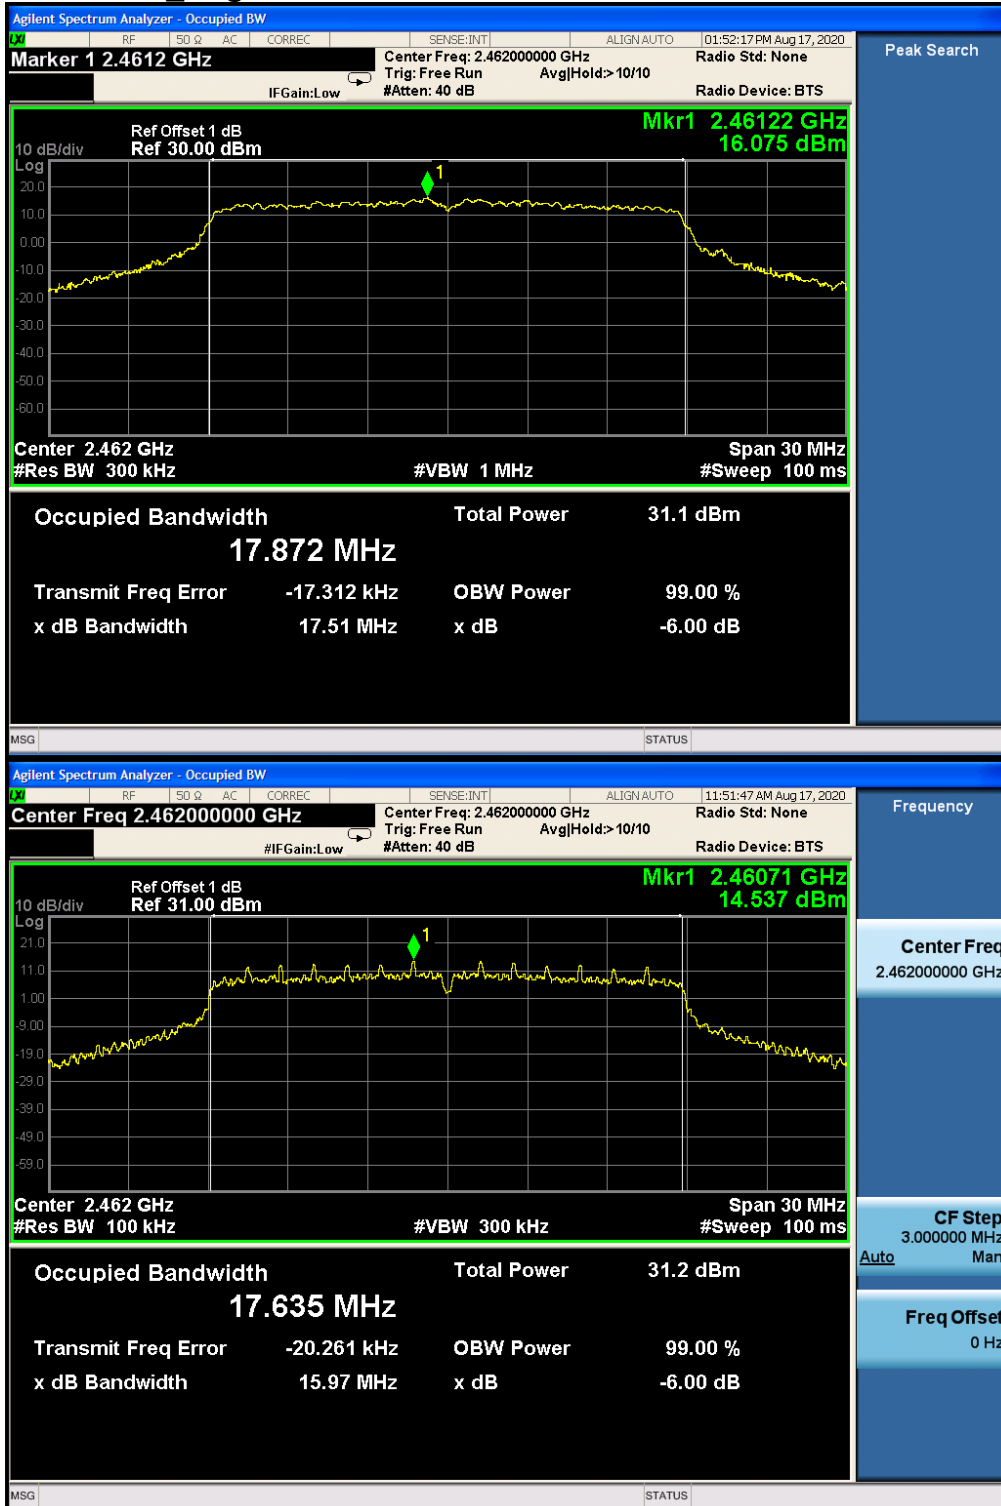 Agilent Spectrum Analyzer - Occupied BW
LXI RF 50 Ω AC CORREC SENSE:INT ALIGN AUTO 01:52:17 PM Aug 17, 2020
Marker 1 2.4612 GHz
Center Freq: 2.462000000 GHz
Radio Std: None
Trig: Free Run Avg|Hold:>10/10
IFGain:Low
#Atten: 40 dB
Radio Device: BTS
Peak Search
Mkr1 2.46122 GHz
16.075 dBm
Ref Offset 1 dB
10 dB/div Ref 30.00 dBm
Log
1
20.0
10.0
0.00
-10.0
-20.0
-30.0
-40.0
-50.0
-60.0
Center 2.462 GHz Span 30 MHz
#Res BW 300 kHz #VBW 1 MHz #Sweep 100 ms
Occupied Bandwidth Total Power 31.1 dBm
17.872 MHz
Transmit Freq Error -17.312 kHz OBW Power 99.00 %
x dB Bandwidth 17.51 MHz x dB -6.00 dB
MSG STATUS
Agilent Spectrum Analyzer - Occupied BW
LXI RF 50 Ω AC CORREC SENSE:INT ALIGN AUTO 11:51:47 AM Aug 17, 2020
Center Freq 2.462000000 GHz
Center Freq: 2.462000000 GHz
Radio Std: None
Trig: Free Run Avg|Hold:>10/10
#IFGain:Low
#Atten: 40 dB
Radio Device: BTS
Frequency
Mkr1 2.46071 GHz
14.537 dBm
Ref Offset 1 dB
10 dB/div Ref 31.00 dBm
Log
1
21.0
11.0
1.00
-9.00
-19.0
-29.0
-39.0
-49.0
-59.0
Center Freq
2.462000000 GHz
Center 2.462 GHz Span 30 MHz
#Res BW 100 kHz #VBW 300 kHz #Sweep 100 ms
CF Step
3.000000 MHz
Auto Man
Occupied Bandwidth Total Power 31.2 dBm
17.635 MHz
Freq Offset
0 Hz
Transmit Freq Error -20.261 kHz OBW Power 99.00 %
x dB Bandwidth 15.97 MHz x dB -6.00 dB
MSG STATUS